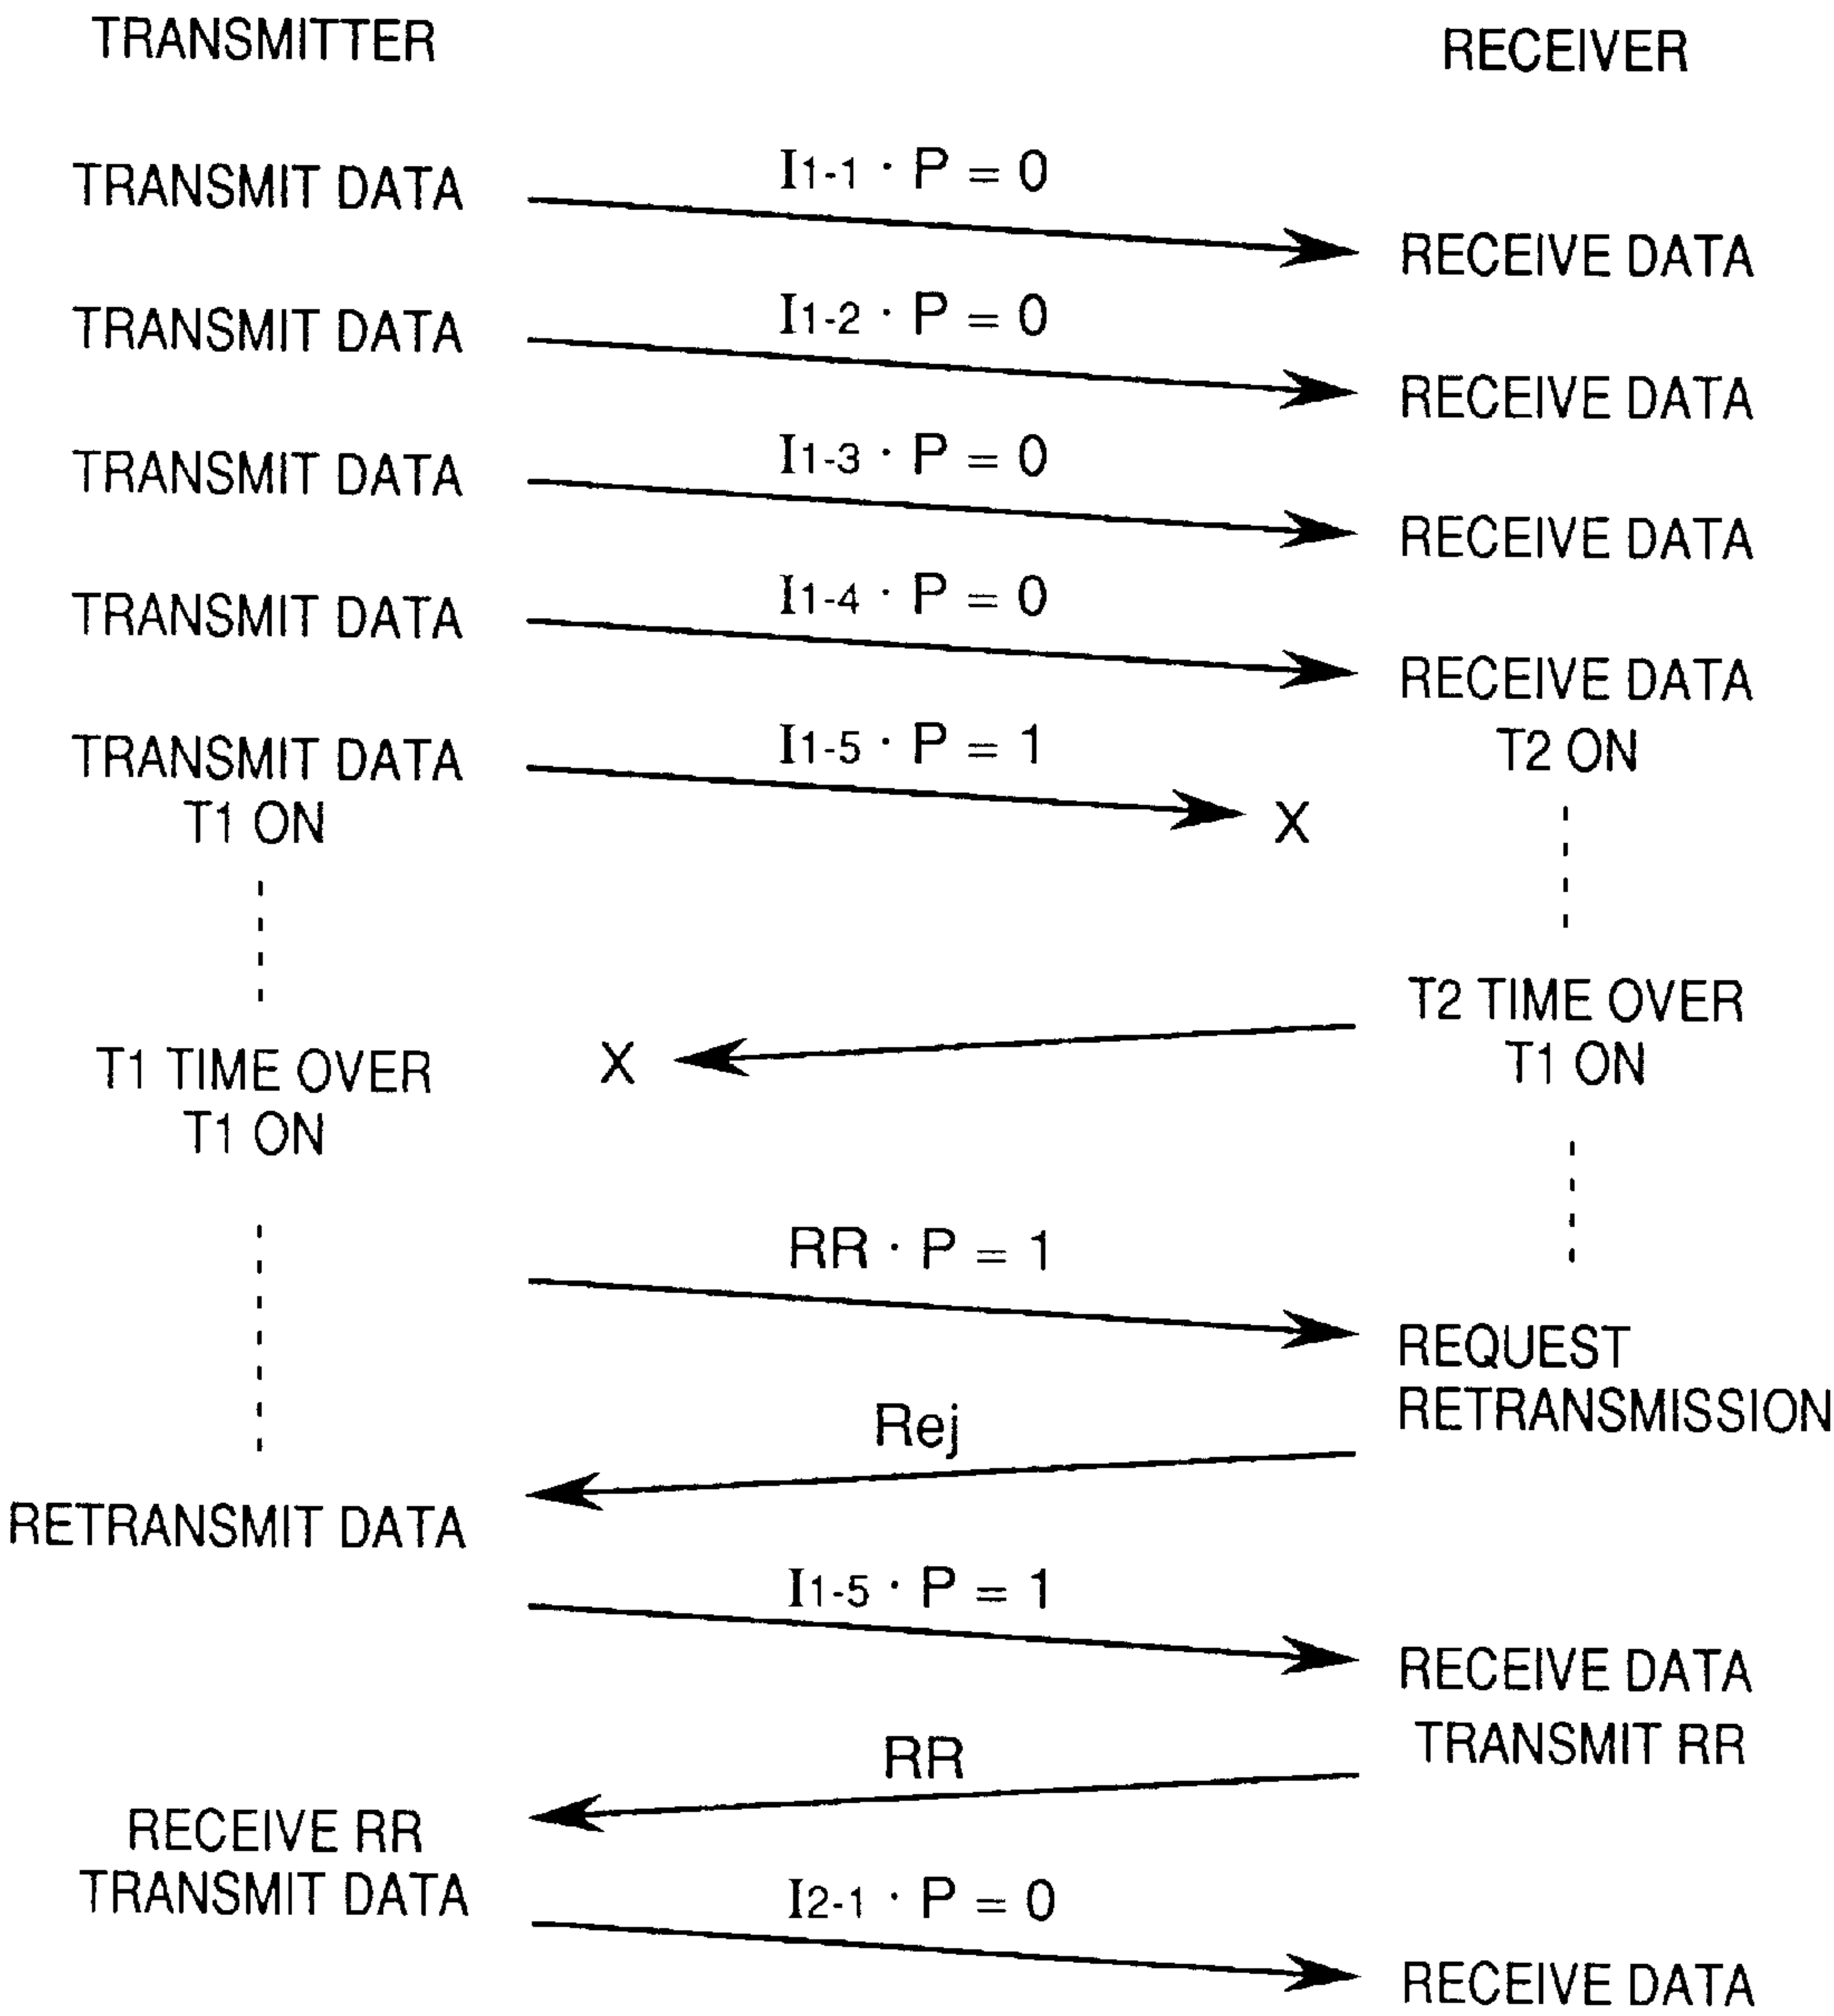 TRANSMITTER
RECEIVER
TRANSMIT DATA
I1-1 · P = 0
RECEIVE DATA
TRANSMIT DATA
I1-2 · P = 0
RECEIVE DATA
TRANSMIT DATA
I1-3 · P = 0
RECEIVE DATA
TRANSMIT DATA
I1-4 · P = 0
RECEIVE DATA
T2 ON
TRANSMIT DATA
T1 ON
I1-5 · P = 1
X
T2 TIME OVER
T1 ON
X
T1 TIME OVER
T1 ON
RR · P = 1
REQUEST
RETRANSMISSION
Rej
RETRANSMIT DATA
I1-5 · P = 1
RECEIVE DATA
TRANSMIT RR
RR
RECEIVE RR
TRANSMIT DATA
I2-1 · P = 0
RECEIVE DATA